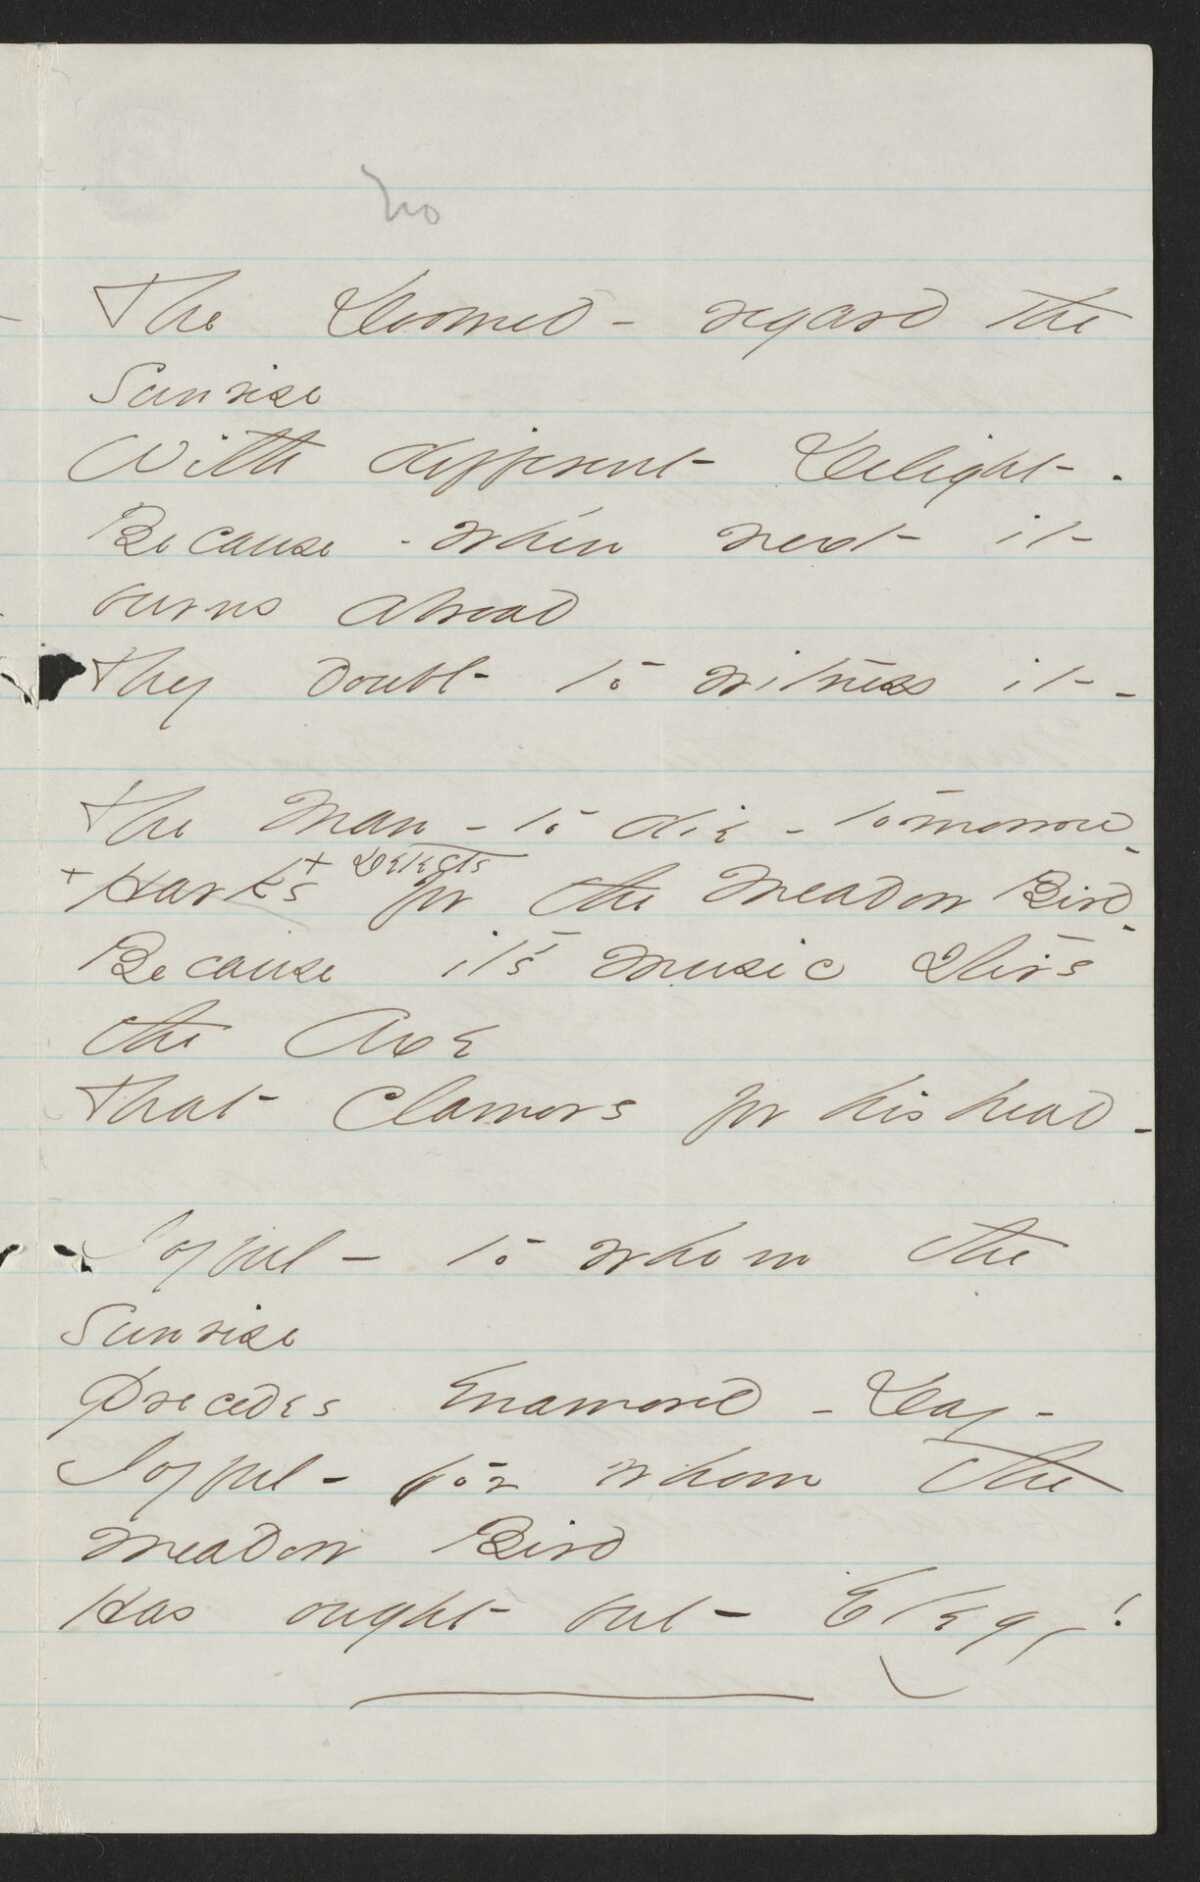 no
The Doomed - regard the
Sunrise
With different Delight -
Because - when next it
burns abroad
They doubt to witness it -
The Man - to die - tomorrow -
+ Detects
+ Harks for the Meadow Bird -
Because its Music stirs
the Axe
That clamors for his head -
Joyful - to whom the
Sunrise
Precedes Enamored - Day -
Joyful - for whom the
Meadow Bird
Has ought but - Elegy!